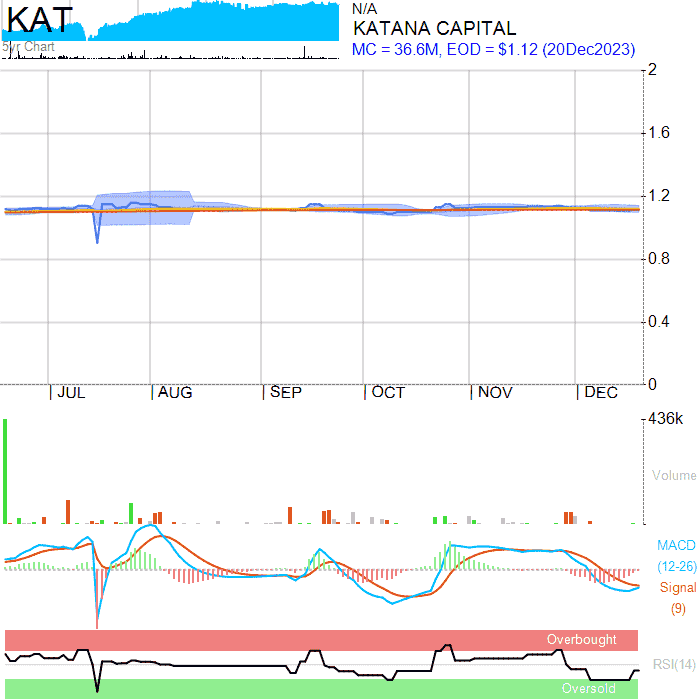 KAT
5yr Chart
N/A
KATANA CAPITAL
MC = 36.6M, EOD = $1.12 (20Dec2023)
2
1.6
1.2
0.8
0.4
0
JUL AUG SEP OCT NOV DEC
436k
Volume
MACD
(12-26)
Signal
(9)
Overbought
RSI(14)
Oversold